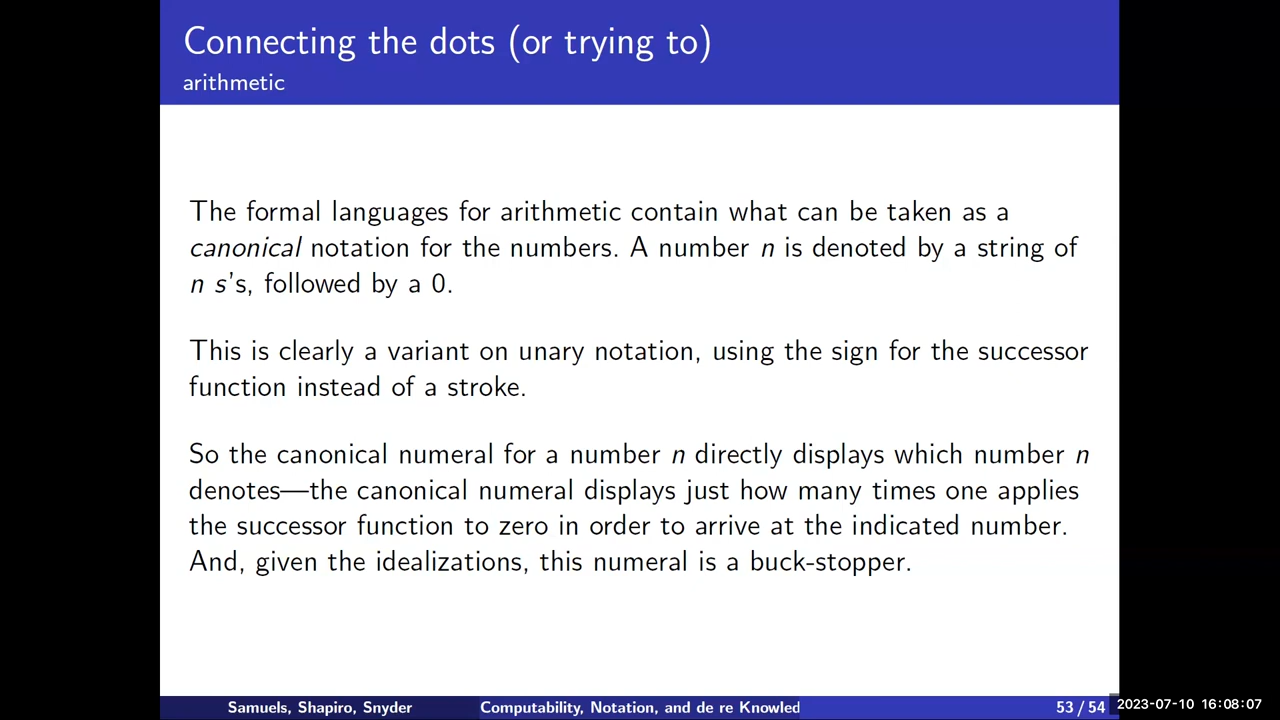 Connecting the dots (or trying to)
arithmetic
The formal languages for arithmetic contain what can be taken as a
canonical notation for the numbers. A number n is denoted by a string of
n s's, followed by a 0.
This is clearly a variant on unary notation, using the sign for the successor
function instead of a stroke.
So the canonical numeral for a number n directly displays which number n
denotes—the canonical numeral displays just how many times one applies
the successor function to zero in order to arrive at the indicated number.
And, given the idealizations, this numeral is a buck-stopper.
Samuels, Shapiro, Snyder Computability, Notation, and de re Knowled 53 / 54
2023-07-10 16:08:07